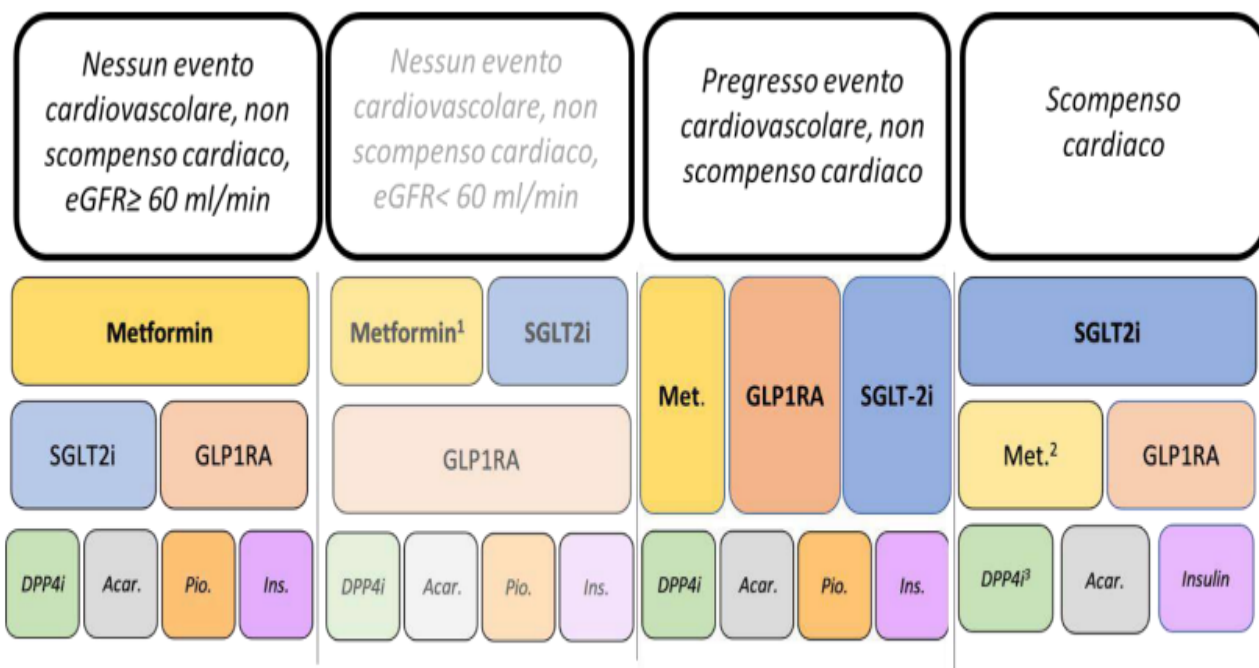 Nessun evento
cardiovascolare, non
scompenso cardiaco,
eGFR≥ 60 ml/min
Nessun evento
cardiovascolare, non
scompenso cardiaco,
eGFR< 60 ml/min
Pregresso evento
cardiovascolare, non
scompenso cardiaco
Scompenso
cardiaco
Metformin
SGLT2i
GLP1RA
DPP4i
Acar.
Pio.
Ins.
Metformin¹
SGLT2i
GLP1RA
DPP4i
Acar.
Pio.
Ins.
Met.
GLP1RA
SGLT-2i
DPP4i
Acar.
Pio.
Ins.
SGLT2i
Met.²
GLP1RA
DPP4i³
Acar.
Insulin